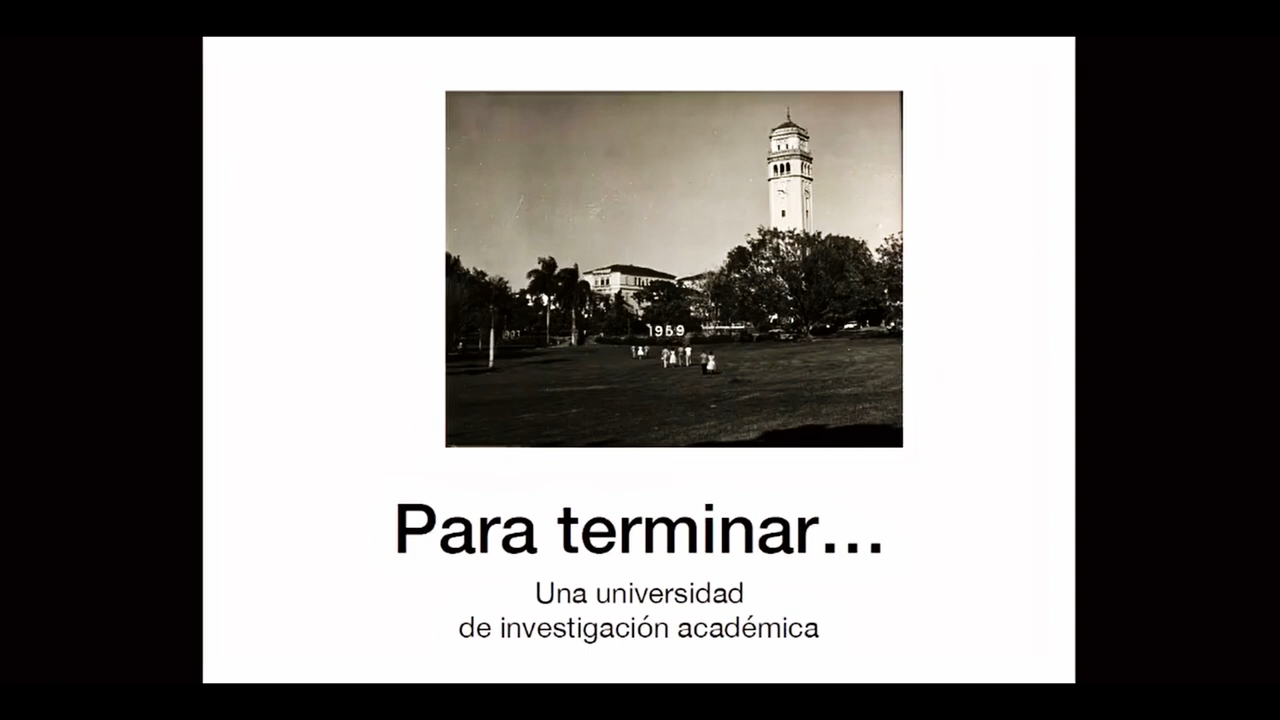 1959
Para terminar...
Una universidad
de investigación académica